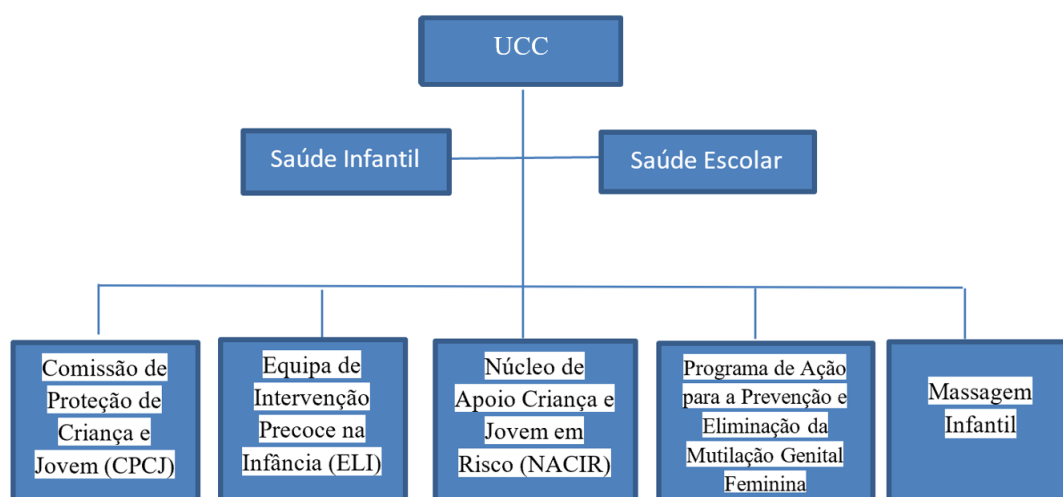 UCC
Saúde Infantil
Saúde Escolar
Comissão de
Proteção de
Criança e
Jovem (CPCJ)
Equipa de
Intervenção
Precoce na
Infância (ELI)
Núcleo de
Apoio Criança e
Jovem em
Risco (NACIR)
Programa de Ação
para a Prevenção e
Eliminação da
Mutilação Genital
Feminina
Massagem
Infantil